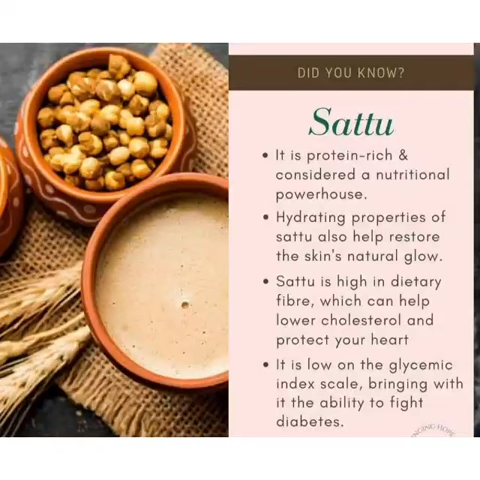 DID YOU KNOW?
Sattu
• It is protein-rich &
considered a nutritional
powerhouse.
• Hydrating properties of
sattu also help restore
the skin's natural glow.
• Sattu is high in dietary
fibre, which can help
lower cholesterol and
protect your heart
• It is low on the glycemic
index scale, bringing with
it the ability to fight
diabetes.